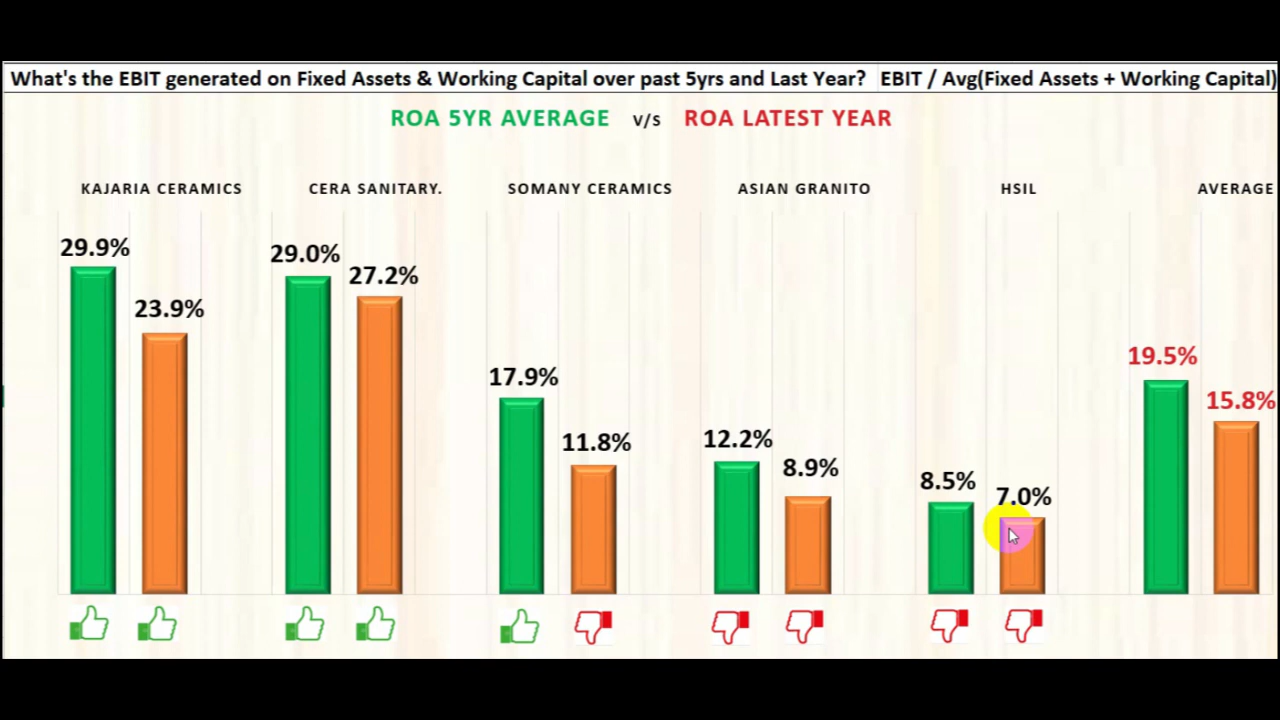 What's the EBIT generated on Fixed Assets & Working Capital over past 5yrs and Last Year? EBIT / Avg(Fixed Assets + Working Capital)
ROA 5YR AVERAGE v/s ROA LATEST YEAR
KAJARIA CERAMICS CERA SANITARY. SOMANY CERAMICS ASIAN GRANITO HSIL AVERAGE
29.9% 23.9% 29.0% 27.2% 17.9% 11.8% 12.2% 8.9% 8.5% 7.0% 19.5% 15.8%